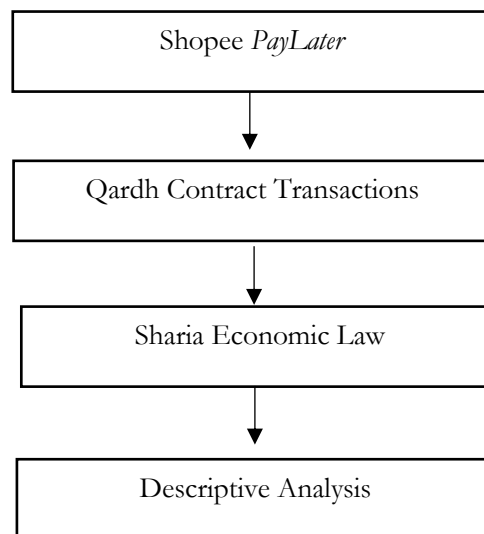 Shopee PayLater
Qardh Contract Transactions
Sharia Economic Law
Descriptive Analysis